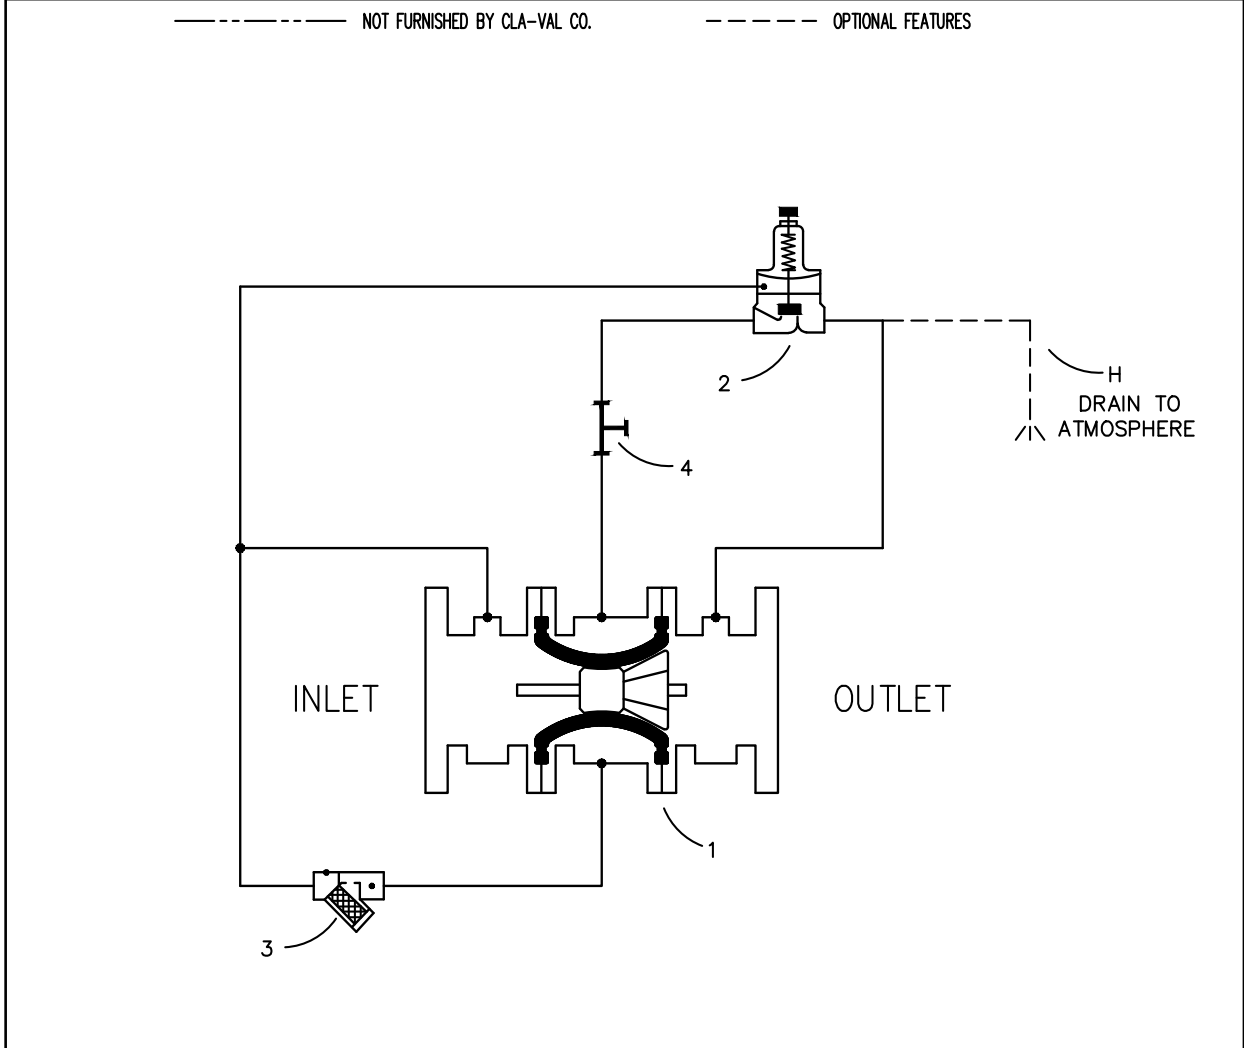 NOT FURNISHED BY CLA-VAL CO.
OPTIONAL FEATURES
2
H
DRAIN TO
ATMOSPHERE
4
INLET
OUTLET
1
3